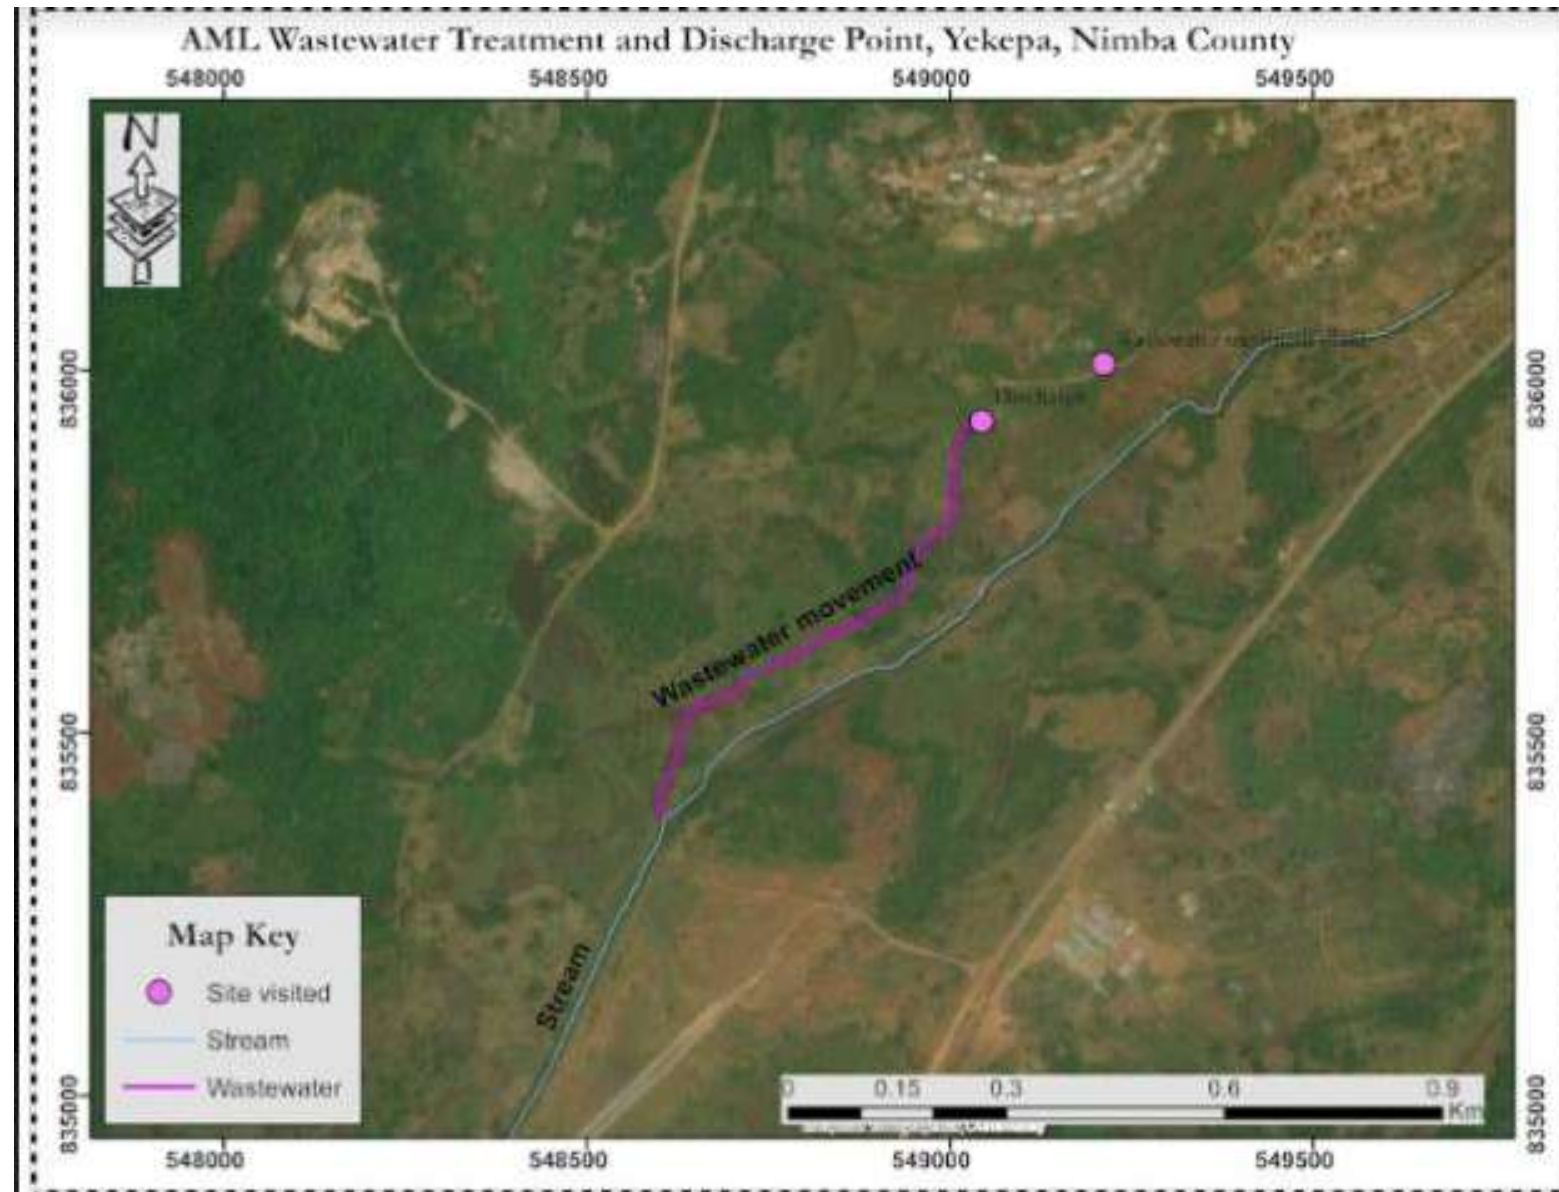 AML Wastewater Treatment and Discharge Point, Yekepa, Nimba County
548000 548500 549000 549500
N
836000 836000
Discharge
Wastewater movement
835500 835500
Stream
Map Key
Site visited
Stream
Wastewater
0 0.15 0.3 0.6 0.9
Km
835000 835000
548000 548500 549000 549500